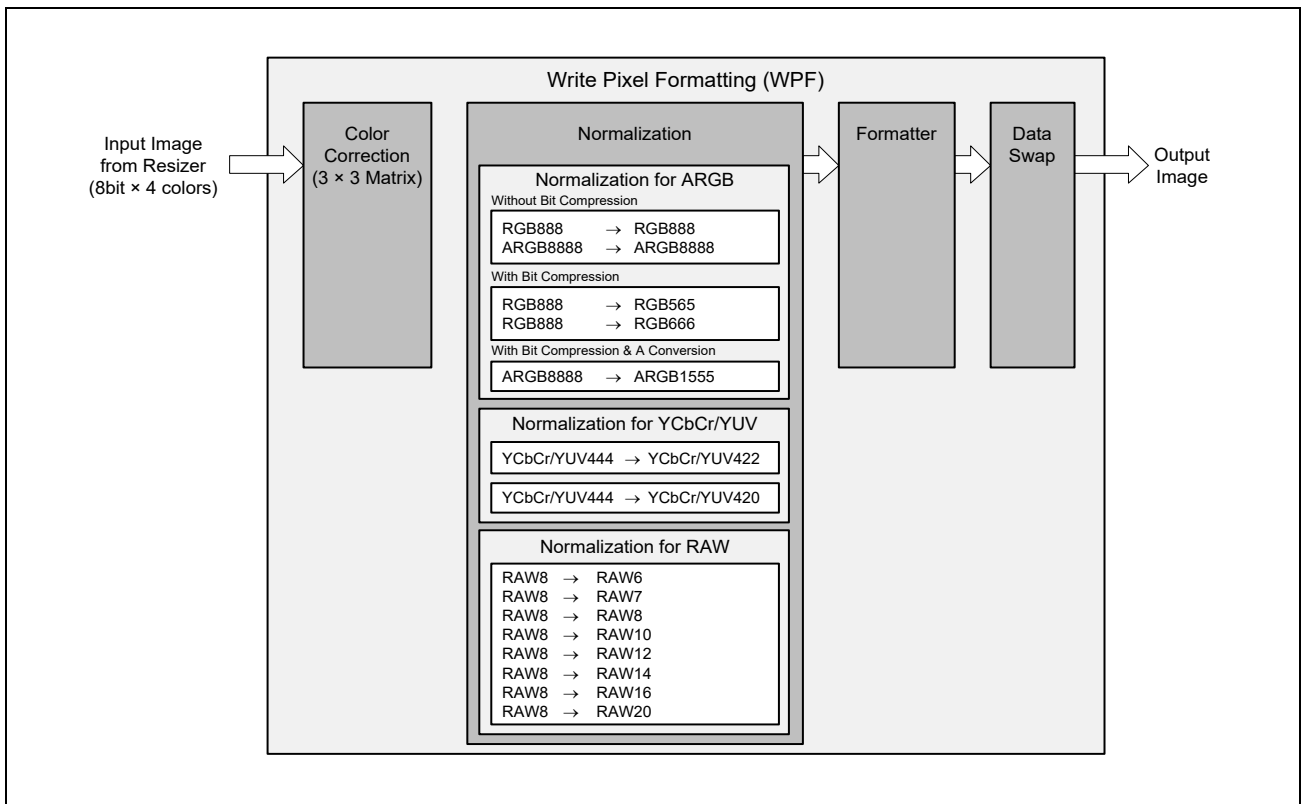 Write Pixel Formatting (WPF)
Input Image
from Resizer
(8bit × 4 colors)
Color
Correction
(3 × 3 Matrix)
Normalization
Normalization for ARGB
Without Bit Compression
RGB888 → RGB888
ARGB8888 → ARGB8888
With Bit Compression
RGB888 → RGB565
RGB888 → RGB666
With Bit Compression & A Conversion
ARGB8888 → ARGB1555
Normalization for YCbCr/YUV
YCbCr/YUV444 → YCbCr/YUV422
YCbCr/YUV444 → YCbCr/YUV420
Normalization for RAW
RAW8 → RAW6
RAW8 → RAW7
RAW8 → RAW8
RAW8 → RAW10
RAW8 → RAW12
RAW8 → RAW14
RAW8 → RAW16
RAW8 → RAW20
Formatter
Data
Swap
Output
Image